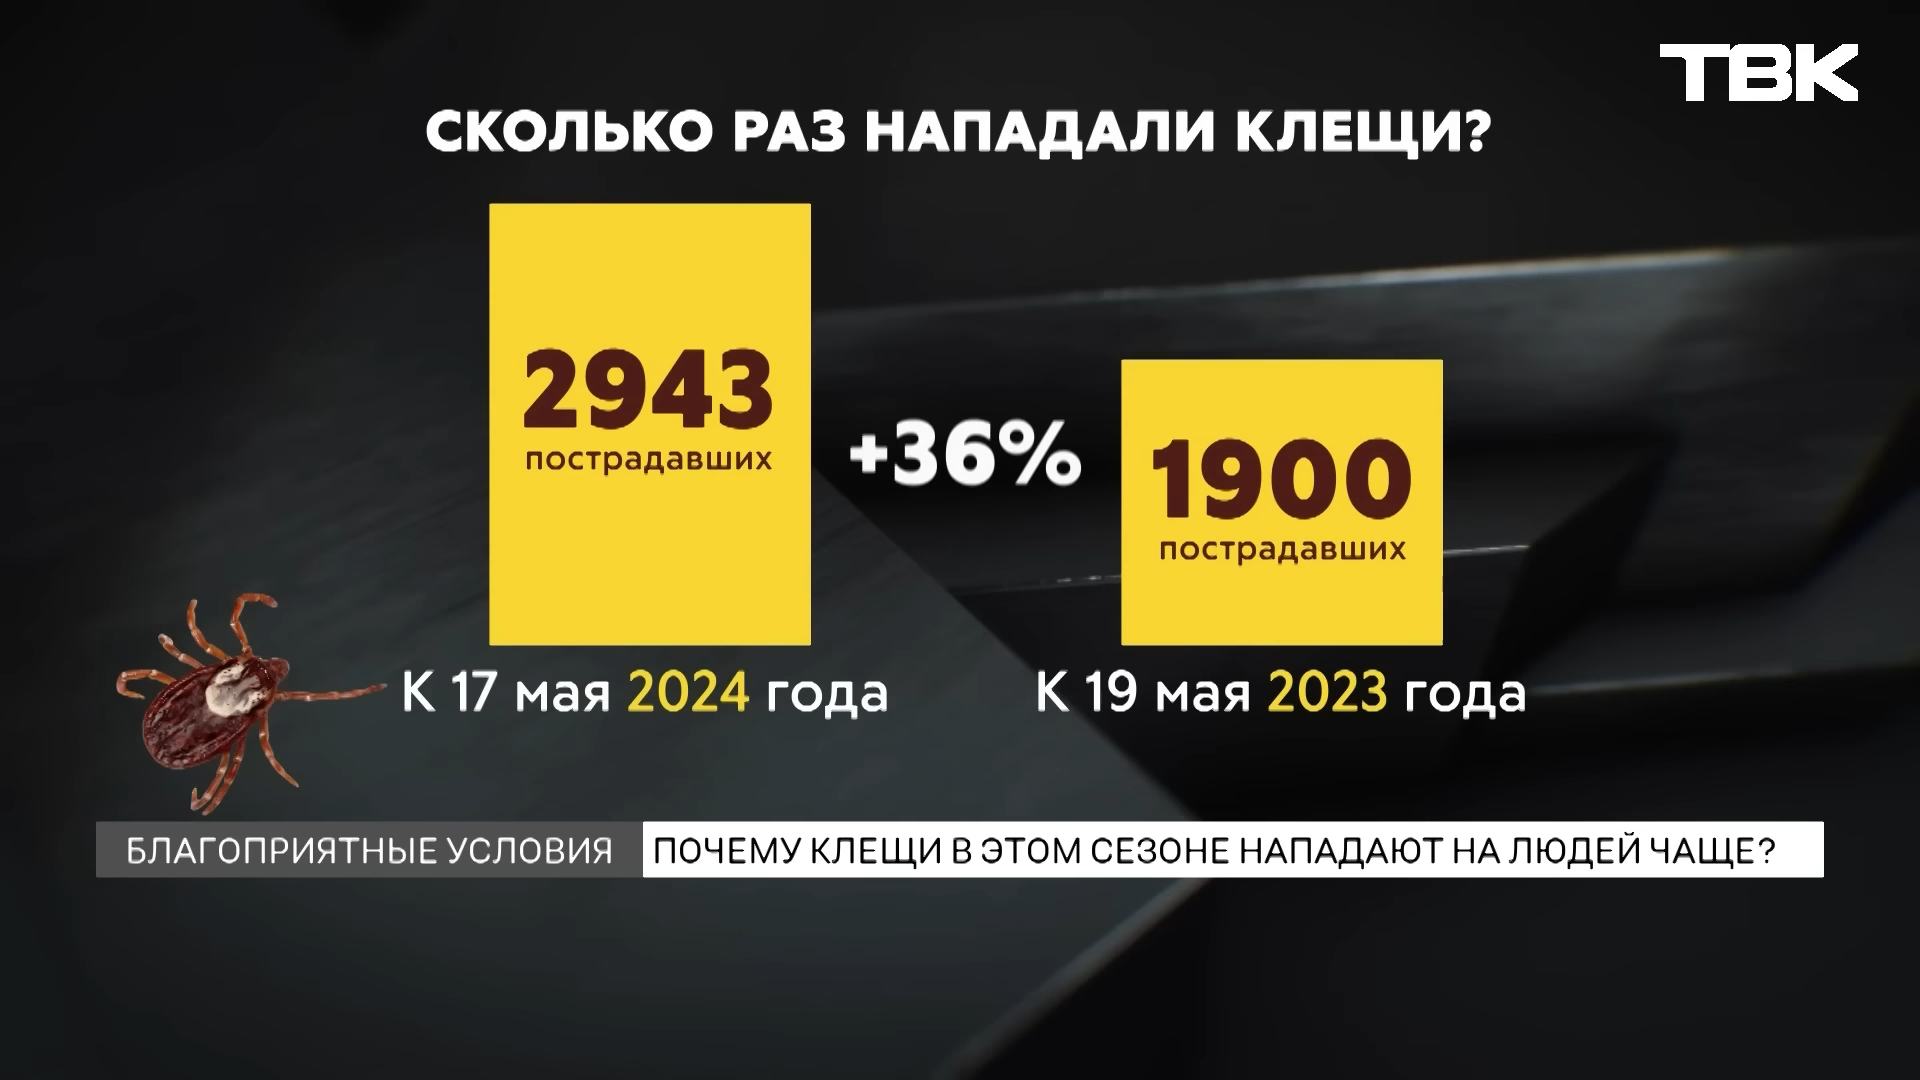 ТВК
СКОЛЬКО РАЗ НАПАДАЛИ КЛЕЩИ?
2943
пострадавших
+36%
1900
пострадавших
К 17 мая 2024 года
К 19 мая 2023 года
БЛАГОПРИЯТНЫЕ УСЛОВИЯ
ПОЧЕМУ КЛЕЩИ В ЭТОМ СЕЗОНЕ НАПАДАЮТ НА ЛЮДЕЙ ЧАЩЕ?